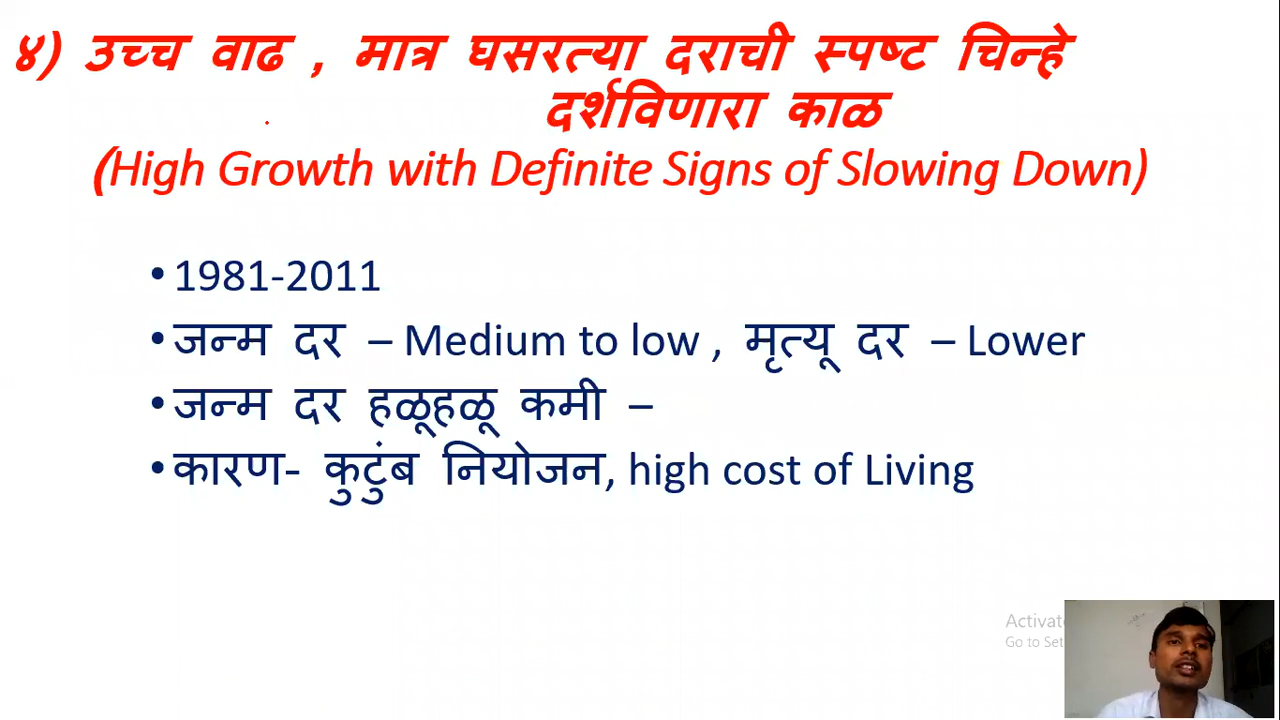 ४) उच्च वाढ , मात्र घसरत्या दराची स्पष्ट चिन्हे
दर्शविणारा काळ
(High Growth with Definite Signs of Slowing Down)
•1981-2011
•जन्म दर – Medium to low , मृत्यू दर – Lower
•जन्म दर हळूहळू कमी –
•कारण- कुटुंब नियोजन, high cost of Living
Activat
Go to Set